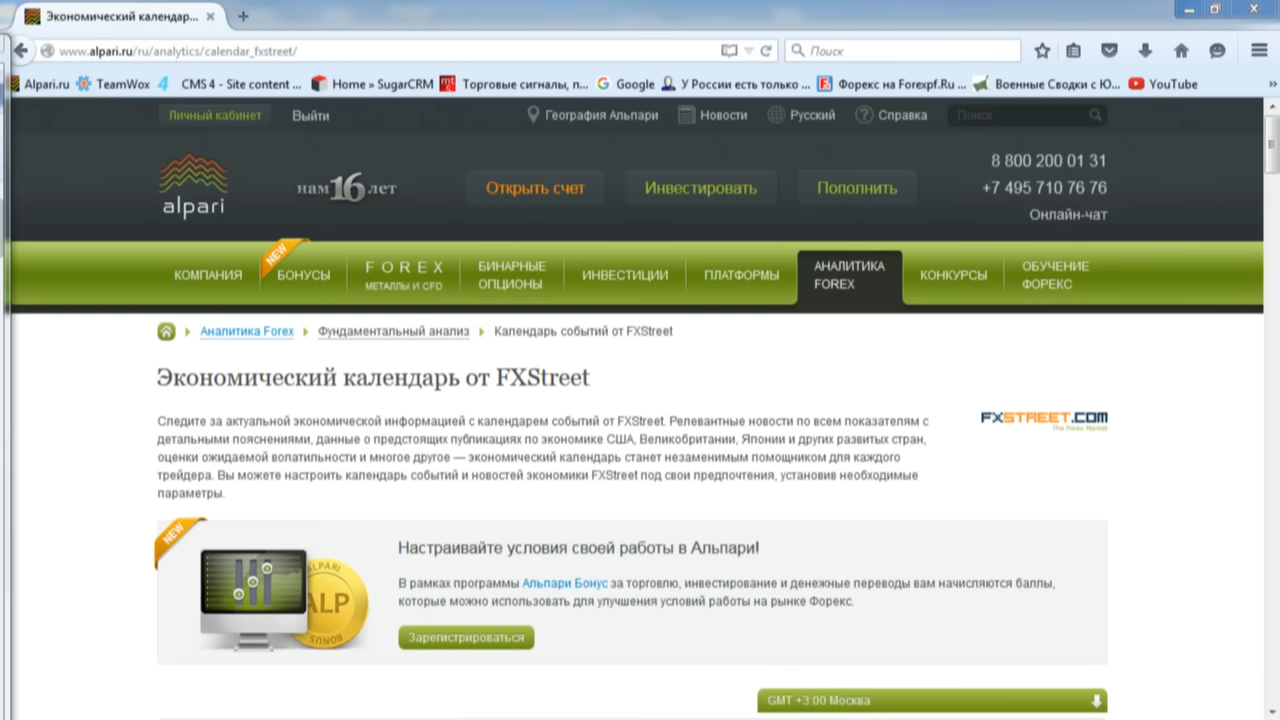 Экономический календар...
www.alpari.ru/ru/analytics/calendar_fxstreet/
Поиск
Alpari.ru TeamWox CMS 4 - Site content ... Home » SugarCRM Торговые сигналы, п... Google У России есть только ... Форекс на Forexpf.Ru ... Военные Сводки с Ю... YouTube
Личный кабинет Выйти География Альпари Новости Русский Справка Поиск
alpari
нам 16 лет
Открыть счет Инвестировать Пополнить
8 800 200 01 31
+7 495 710 76 76
Онлайн-чат
КОМПАНИЯ
NEW
БОНУСЫ
FOREX
МЕТАЛЛЫ И CFD
БИНАРНЫЕ
ОПЦИОНЫ
ИНВЕСТИЦИИ
ПЛАТФОРМЫ
АНАЛИТИКА
FOREX
КОНКУРСЫ
ОБУЧЕНИЕ
ФОРЕКС
Аналитика Forex Фундаментальный анализ Календарь событий от FXStreet
Экономический календарь от FXStreet
Следите за актуальной экономической информацией с календарем событий от FXStreet. Релевантные новости по всем показателям с
детальными пояснениями, данные о предстоящих публикациях по экономике США, Великобритании, Японии и других развитых стран,
оценки ожидаемой волатильности и многое другое — экономический календарь станет незаменимым помощником для каждого
трейдера. Вы можете настроить календарь событий и новостей экономики FXStreet под свои предпочтения, установив необходимые
параметры.
FXSTREET.COM
The Forex Market
NEW
ALPARI
ALP
BONUS
Настраивайте условия своей работы в Альпари!
В рамках программы Альпари Бонус за торговлю, инвестирование и денежные переводы вам начисляются баллы,
которые можно использовать для улучшения условий работы на рынке Форекс.
Зарегистрироваться
GMT +3:00 Москва